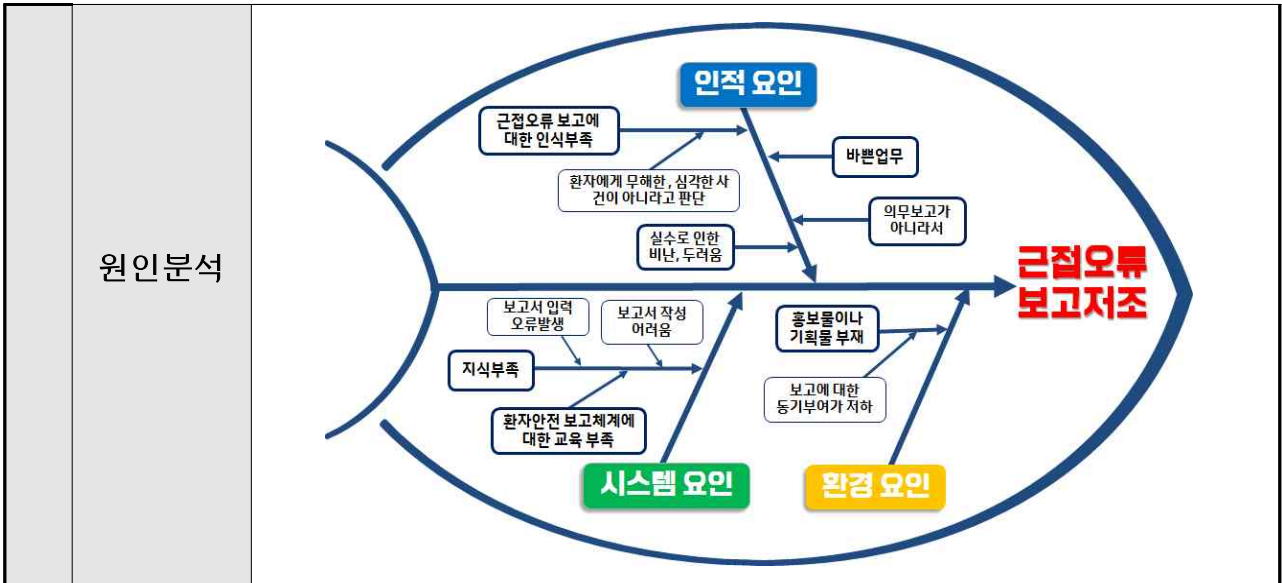 원인분석
인적 요인
근접오류 보고에
대한 인식부족
바쁜업무
환자에게 무해한 , 심각한 사
건이 아니라고 판단
의무보고가
아니라서
실수로 인한
비난, 두려움
근접오류
보고저조
보고서 입력
오류발생
보고서 작성
어려움
홍보물이나
기획물 부재
지식부족
보고에 대한
동기부여가 저하
환자안전 보고체계에
대한 교육 부족
시스템 요인
환경 요인